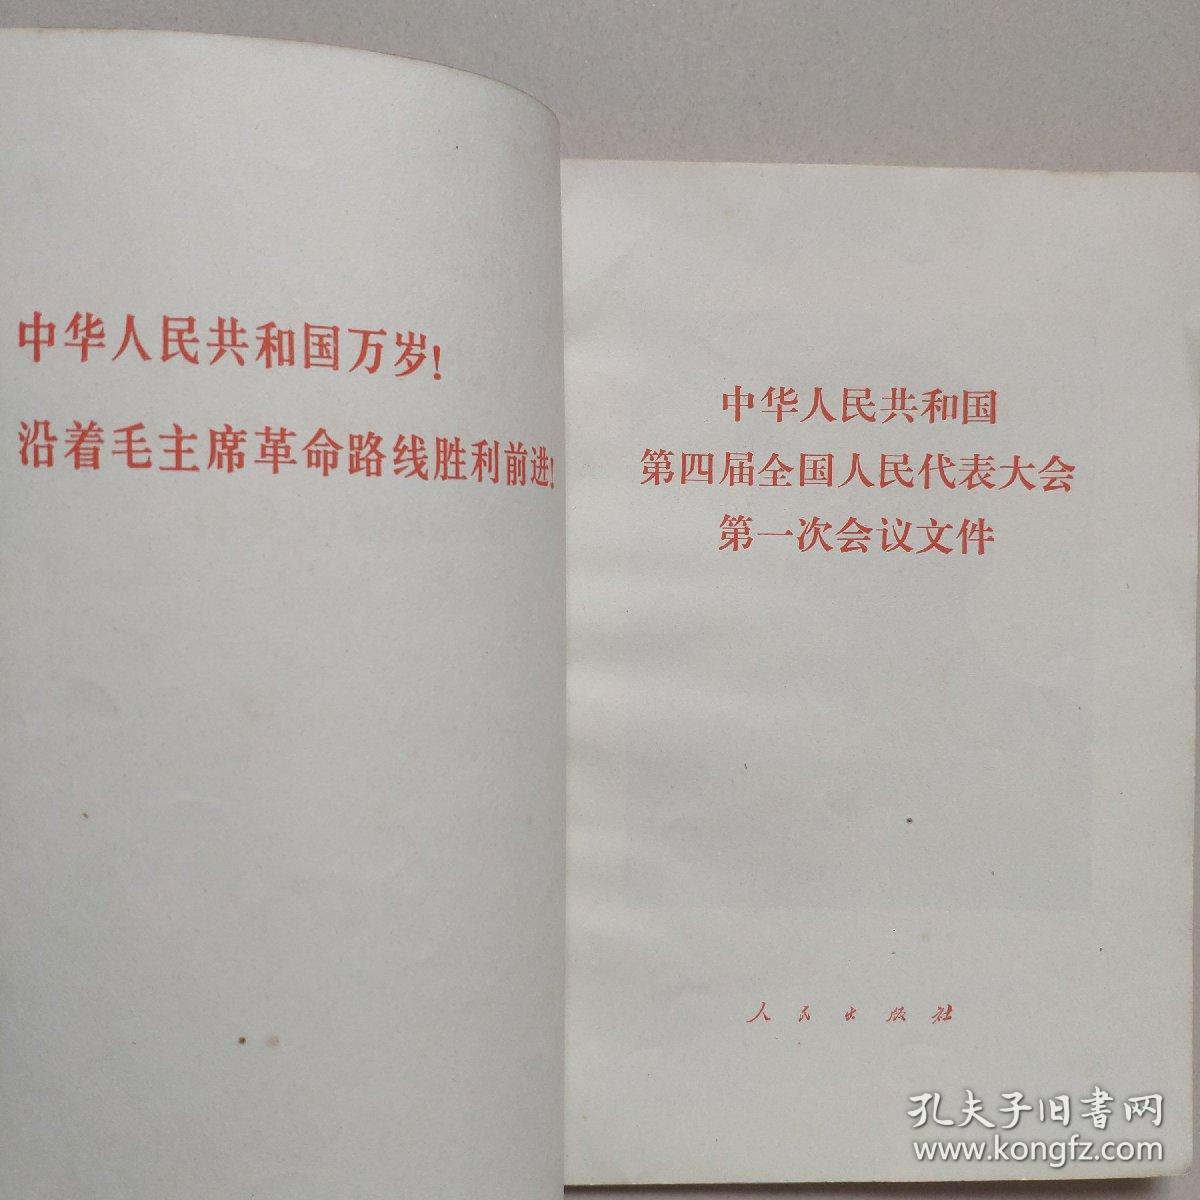 中华人民共和国万岁!
沿着毛主席革命路线胜利前进!
中华人民共和国
第四届全国人民代表大会
第一次会议文件
人民出版社
孔夫子旧书网
www.kongfz.com